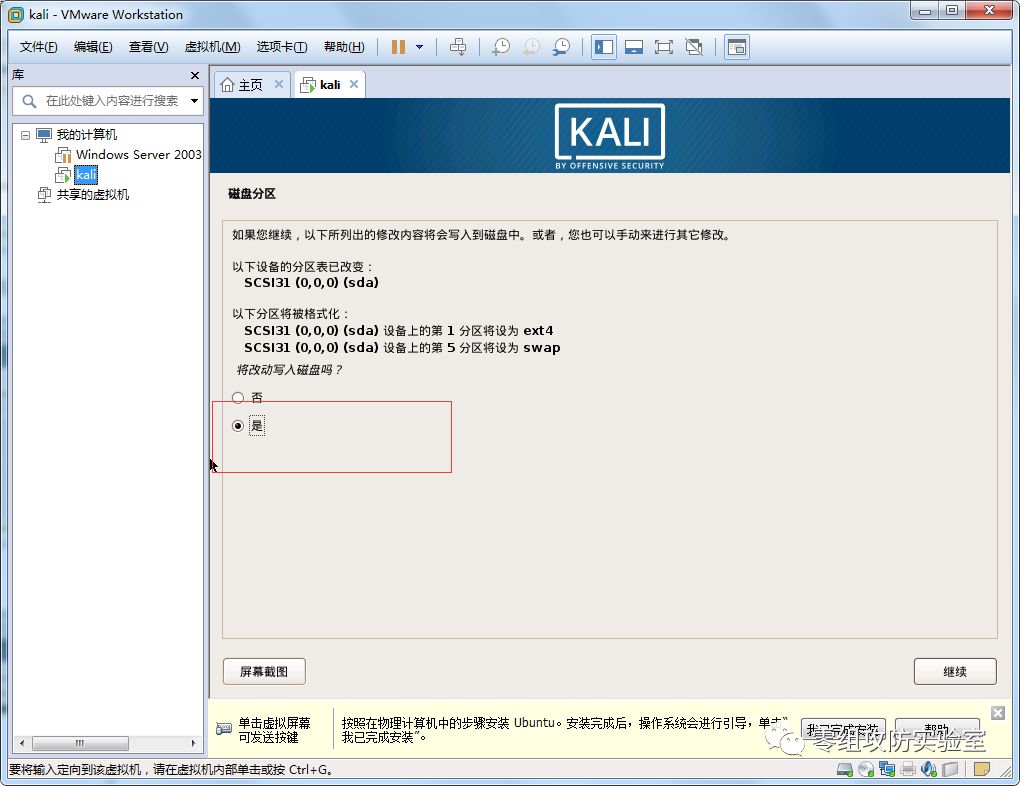 kali - VMware Workstation
文件(F) 编辑(E) 查看(V) 虚拟机(M) 选项卡(T) 帮助(H)
库
在此处键入内容进行搜索
我的计算机
Windows Server 2003
kali
共享的虚拟机
主页
kali
KALI
BY OFFENSIVE SECURITY
磁盘分区
如果您继续，以下所列出的修改内容将会写入到磁盘中。或者，您也可以手动来进行其它修改。
以下设备的分区表已改变：
SCSI31 (0,0,0) (sda)
以下分区将被格式化：
SCSI31 (0,0,0) (sda) 设备上的第 1 分区将设为 ext4
SCSI31 (0,0,0) (sda) 设备上的第 5 分区将设为 swap
将改动写入磁盘吗？
否
是
屏幕截图
继续
单击虚拟屏幕
可发送按键
按照在物理计算机中的步骤安装 Ubuntu。安装完成后，操作系统会进行引导，单击“
我已完成安装”。
我已完成安装
帮助
零组攻防实验室
要将输入定向到该虚拟机，请在虚拟机内部单击或按 Ctrl+G。